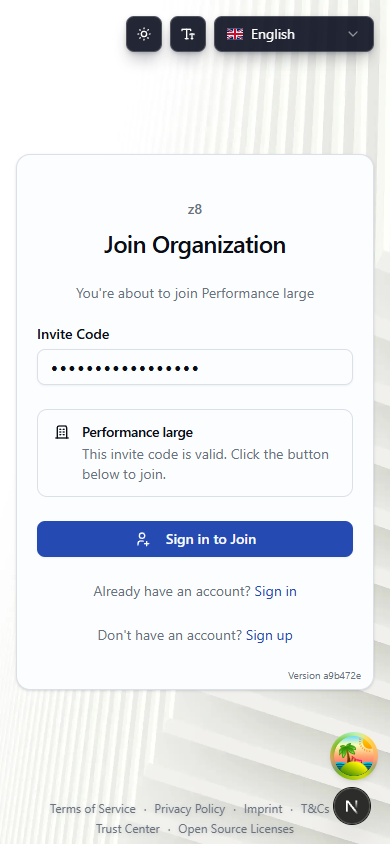 English
z8
Join Organization
You're about to join Performance large
Invite Code
•••••••••••••••••
Performance large
This invite code is valid. Click the button
below to join.
Sign in to Join
Already have an account? Sign in
Don't have an account? Sign up
Version a9b472e
Terms of Service · Privacy Policy · Imprint · T&Cs
Trust Center · Open Source Licenses
N